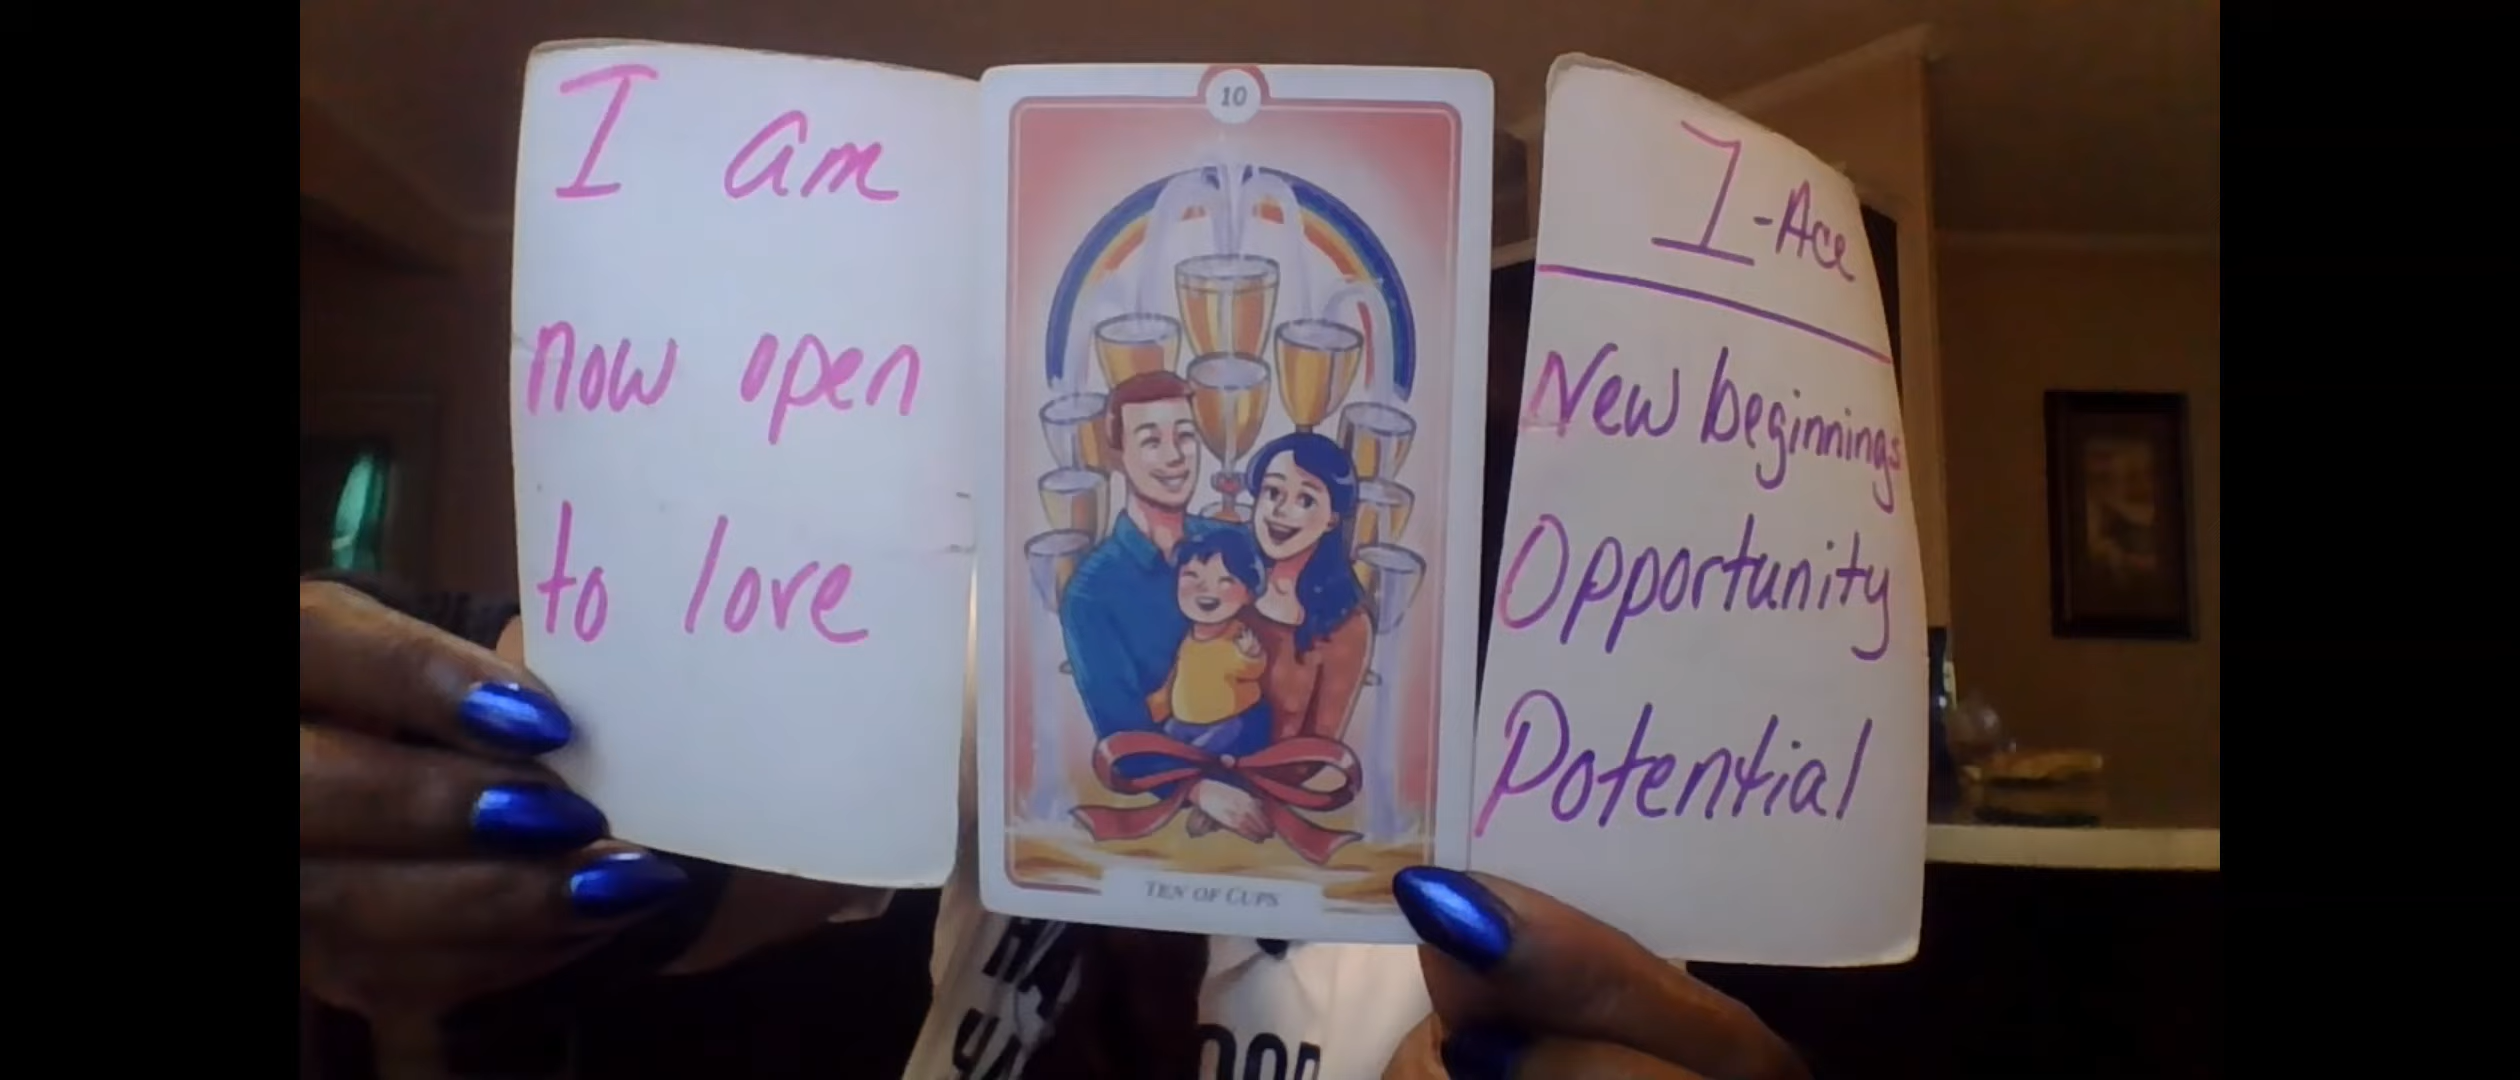 I am
now open
to love
10
TEN OF CUPS
1-Ace
New beginnings
Opportunity
Potential